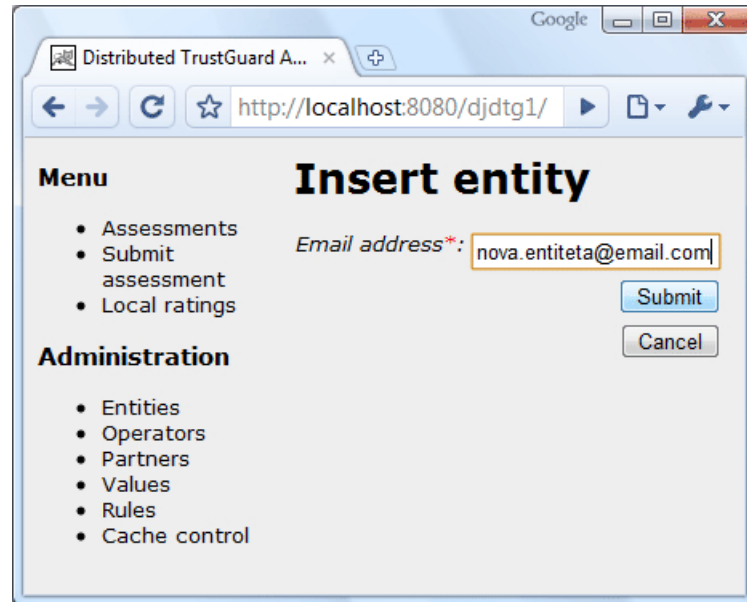 Google
Distributed TrustGuard A...
http://localhost:8080/djdtg1/
Menu
Assessments
Submit
assessment
Local ratings
Administration
Entities
Operators
Partners
Values
Rules
Cache control
Insert entity
Email address*: nova.entiteta@email.com
Submit
Cancel